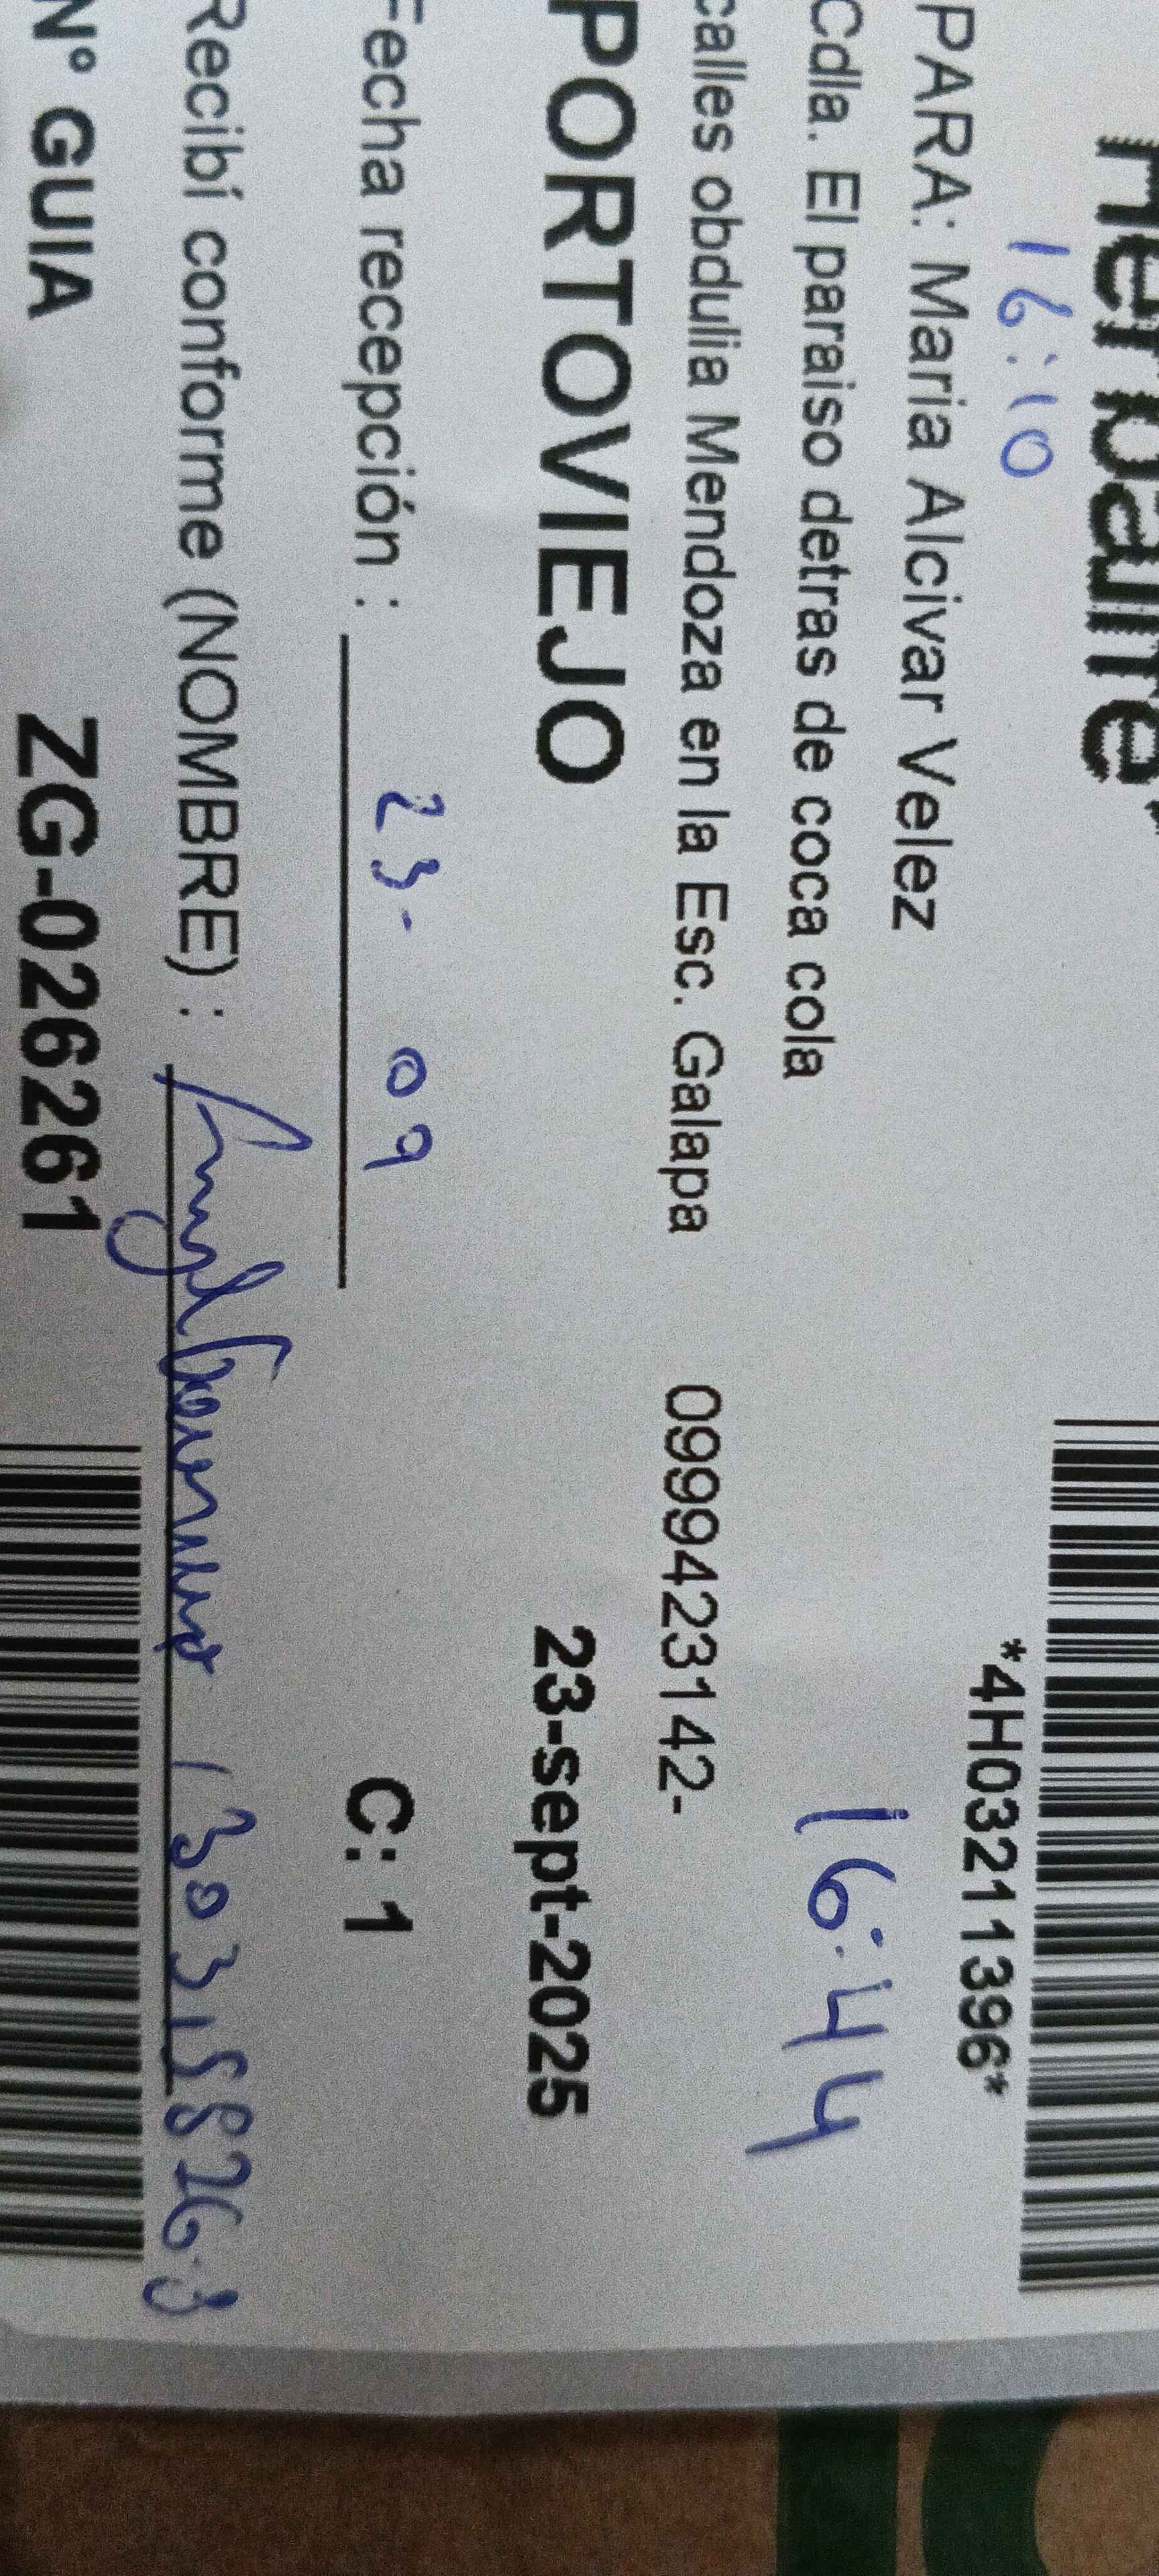 Herbalife
16:10
*4H03211396*
PARA: Maria Alcivar Velez
Cdla. El paraiso detras de coca cola
16:44
calles obdulia Mendoza en la Esc. Galapa 0999423142-
PORTOVIEJO 23-sept-2025
Fecha recepción : 23. 09 C: 1
Recibí conforme (NOMBRE) :
N° GUIA ZG-026261